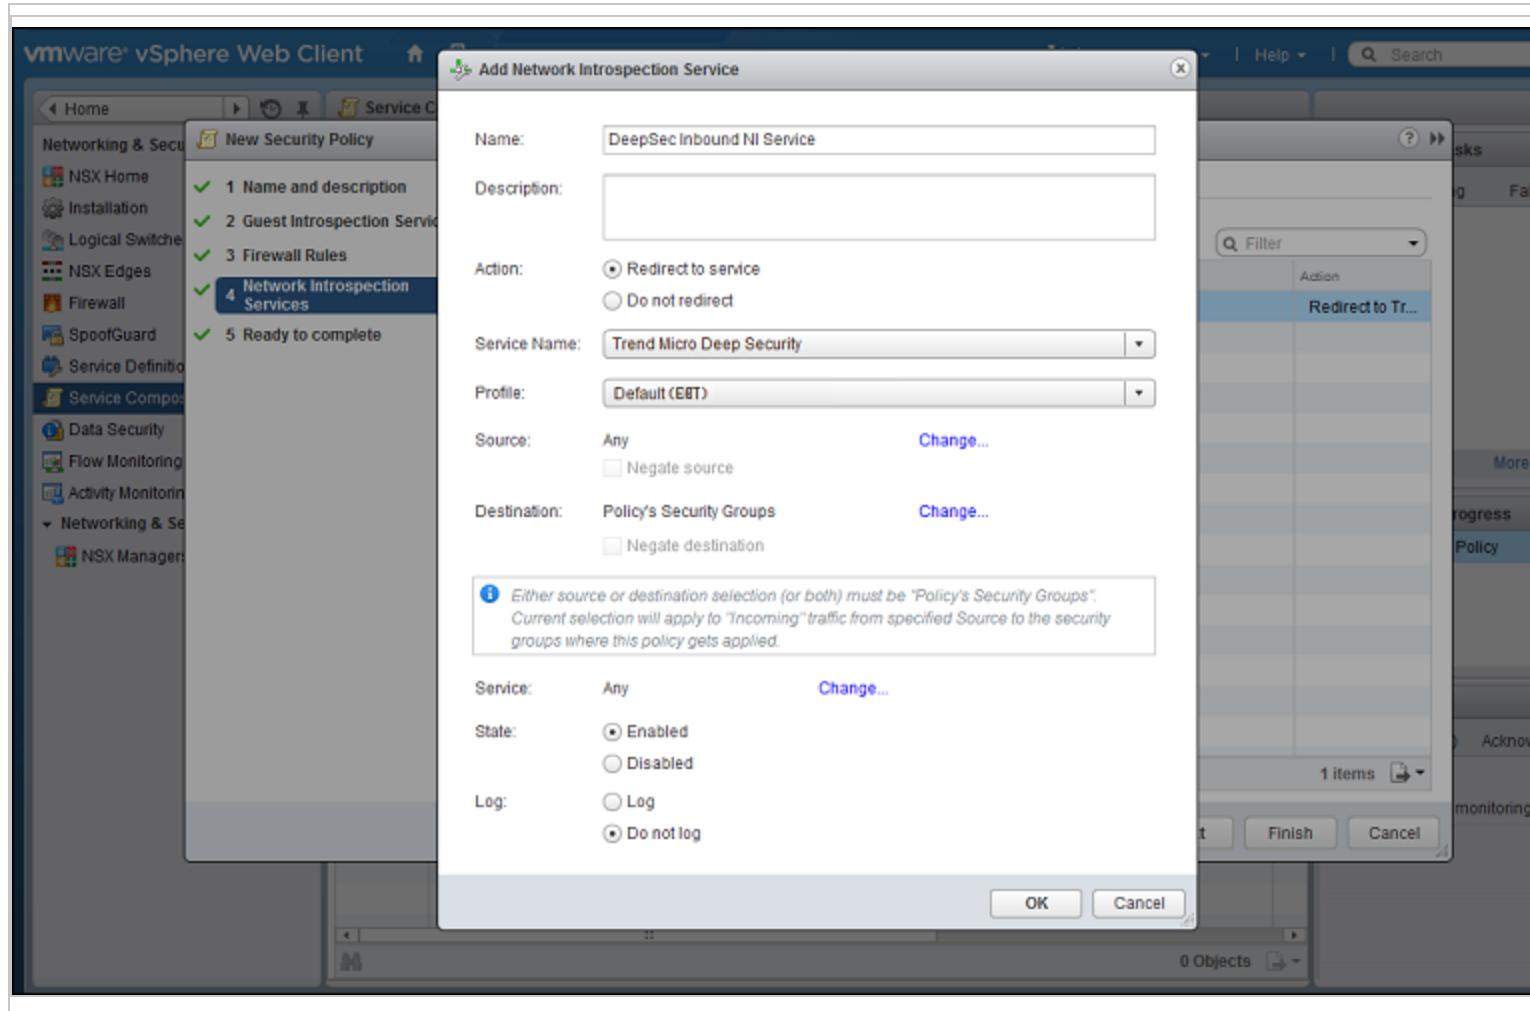 vmware® vSphere Web Client
Help
Search
Home
Service C
Networking & Secu
NSX Home
Installation
Logical Switche
NSX Edges
Firewall
SpoofGuard
Service Definitio
Service Compos
Data Security
Flow Monitoring
Activity Monitorin
Networking & Se
NSX Managers
New Security Policy
1 Name and description
2 Guest Introspection Servic
3 Firewall Rules
4 Network Introspection
Services
5 Ready to complete
Add Network Introspection Service
Name:
DeepSec Inbound NI Service
Description:
Action:
Redirect to service
Do not redirect
Service Name:
Trend Micro Deep Security
Profile:
Default
Source:
Any
Change...
Negate source
Destination:
Policy's Security Groups
Change...
Negate destination
Either source or destination selection (or both) must be "Policy's Security Groups".
Current selection will apply to "Incoming" traffic from specified Source to the security
groups where this policy gets applied.
Service:
Any
Change...
State:
Enabled
Disabled
Log:
Log
Do not log
OK
Cancel
Filter
Action
Redirect to Tr...
1 items
t
Finish
Cancel
0 Objects
sks
g
Fai
More
rogress
Policy
Acknow
monitoring